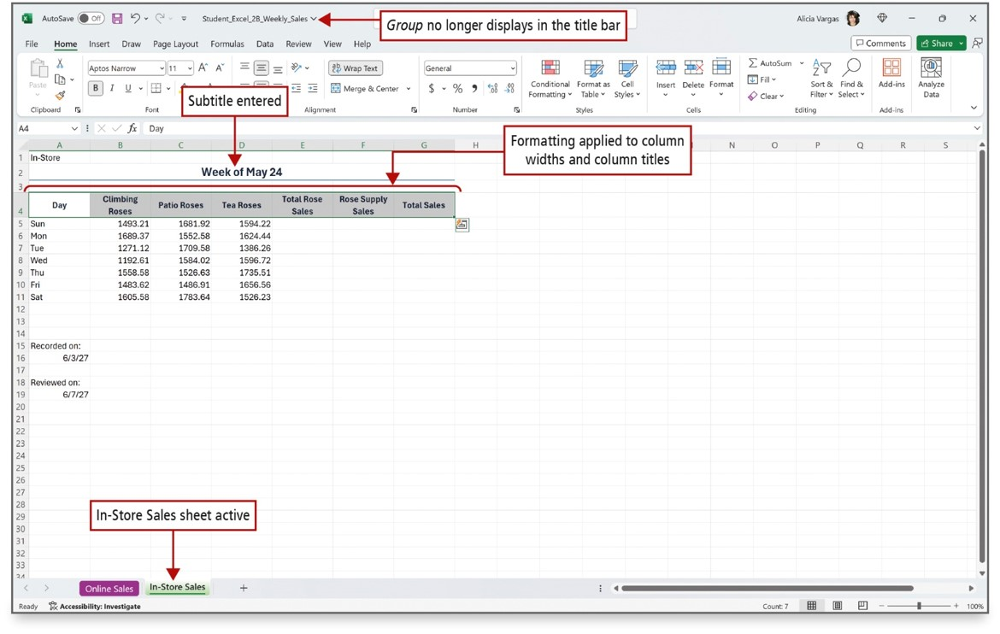 AutoSave Off Student_Excel_2B_Weekly_Sales Alicia Vargas
Group no longer displays in the title bar
File Home Insert Draw Page Layout Formulas Data Review View Help Comments Share
Aptos Narrow 11 A^ A˅ Wrap Text General AutoSum
Paste B I U Merge & Center $ % , Conditional Formatting Format as Table Cell Styles Insert Delete Format Fill Clear Sort & Filter Find & Select Add-ins Analyze Data
Clipboard Font Alignment Number Styles Cells Editing Add-ins
Subtitle entered
A4 fx Day
Formatting applied to column
widths and column titles
A B C D E F G H N O P Q R S
1 In-Store
2 Week of May 24
3
4 Day Climbing Roses Patio Roses Tea Roses Total Rose Sales Rose Supply Sales Total Sales
5 Sun 1493.21 1681.92 1594.22
6 Mon 1689.37 1552.58 1624.44
7 Tue 1271.12 1709.58 1386.26
8 Wed 1192.61 1584.02 1596.72
9 Thu 1558.58 1526.63 1735.51
10 Fri 1483.62 1486.91 1656.56
11 Sat 1605.58 1783.64 1526.23
12
13
14
15 Recorded on:
16 6/3/27
17
18 Reviewed on:
19 6/7/27
20
21
22
23
24
25
26
27
28
29
30
31
32
33
34
In-Store Sales sheet active
Online Sales In-Store Sales +
Ready Accessibility: Investigate Count: 7 100%